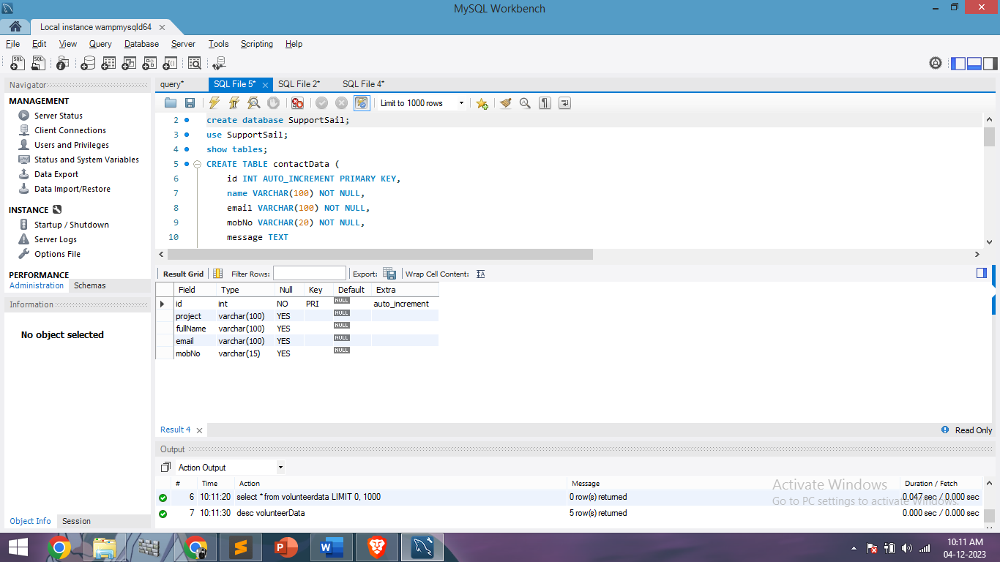 MySQL Workbench
Local instance wampmysqld64 ×
File Edit View Query Database Server Tools Scripting Help
Navigator
MANAGEMENT
Server Status
Client Connections
Users and Privileges
Status and System Variables
Data Export
Data Import/Restore
INSTANCE
Startup / Shutdown
Server Logs
Options File
PERFORMANCE
Administration Schemas
Information
No object selected
Object Info Session
query* SQL File 5* × SQL File 2* SQL File 4*
Limit to 1000 rows
2 create database SupportSail;
3 use SupportSail;
4 show tables;
5 CREATE TABLE contactData (
6 id INT AUTO_INCREMENT PRIMARY KEY,
7 name VARCHAR(100) NOT NULL,
8 email VARCHAR(100) NOT NULL,
9 mobNo VARCHAR(20) NOT NULL,
10 message TEXT
Result Grid Filter Rows: Export: Wrap Cell Content: IA
Field Type Null Key Default Extra
id int NO PRI NULL auto_increment
project varchar(100) YES NULL
fullName varchar(100) YES NULL
email varchar(100) YES NULL
mobNo varchar(15) YES NULL
Result 4 × Read Only
Output
Action Output
# Time Action Message Duration / Fetch
6 10:11:20 select * from volunteerdata LIMIT 0, 1000 0 row(s) returned 0.047 sec / 0.000 sec
7 10:11:30 desc volunteerData 5 row(s) returned 0.000 sec / 0.000 sec
Activate Windows
Go to PC settings to activate Windows.
10:11 AM
04-12-2023